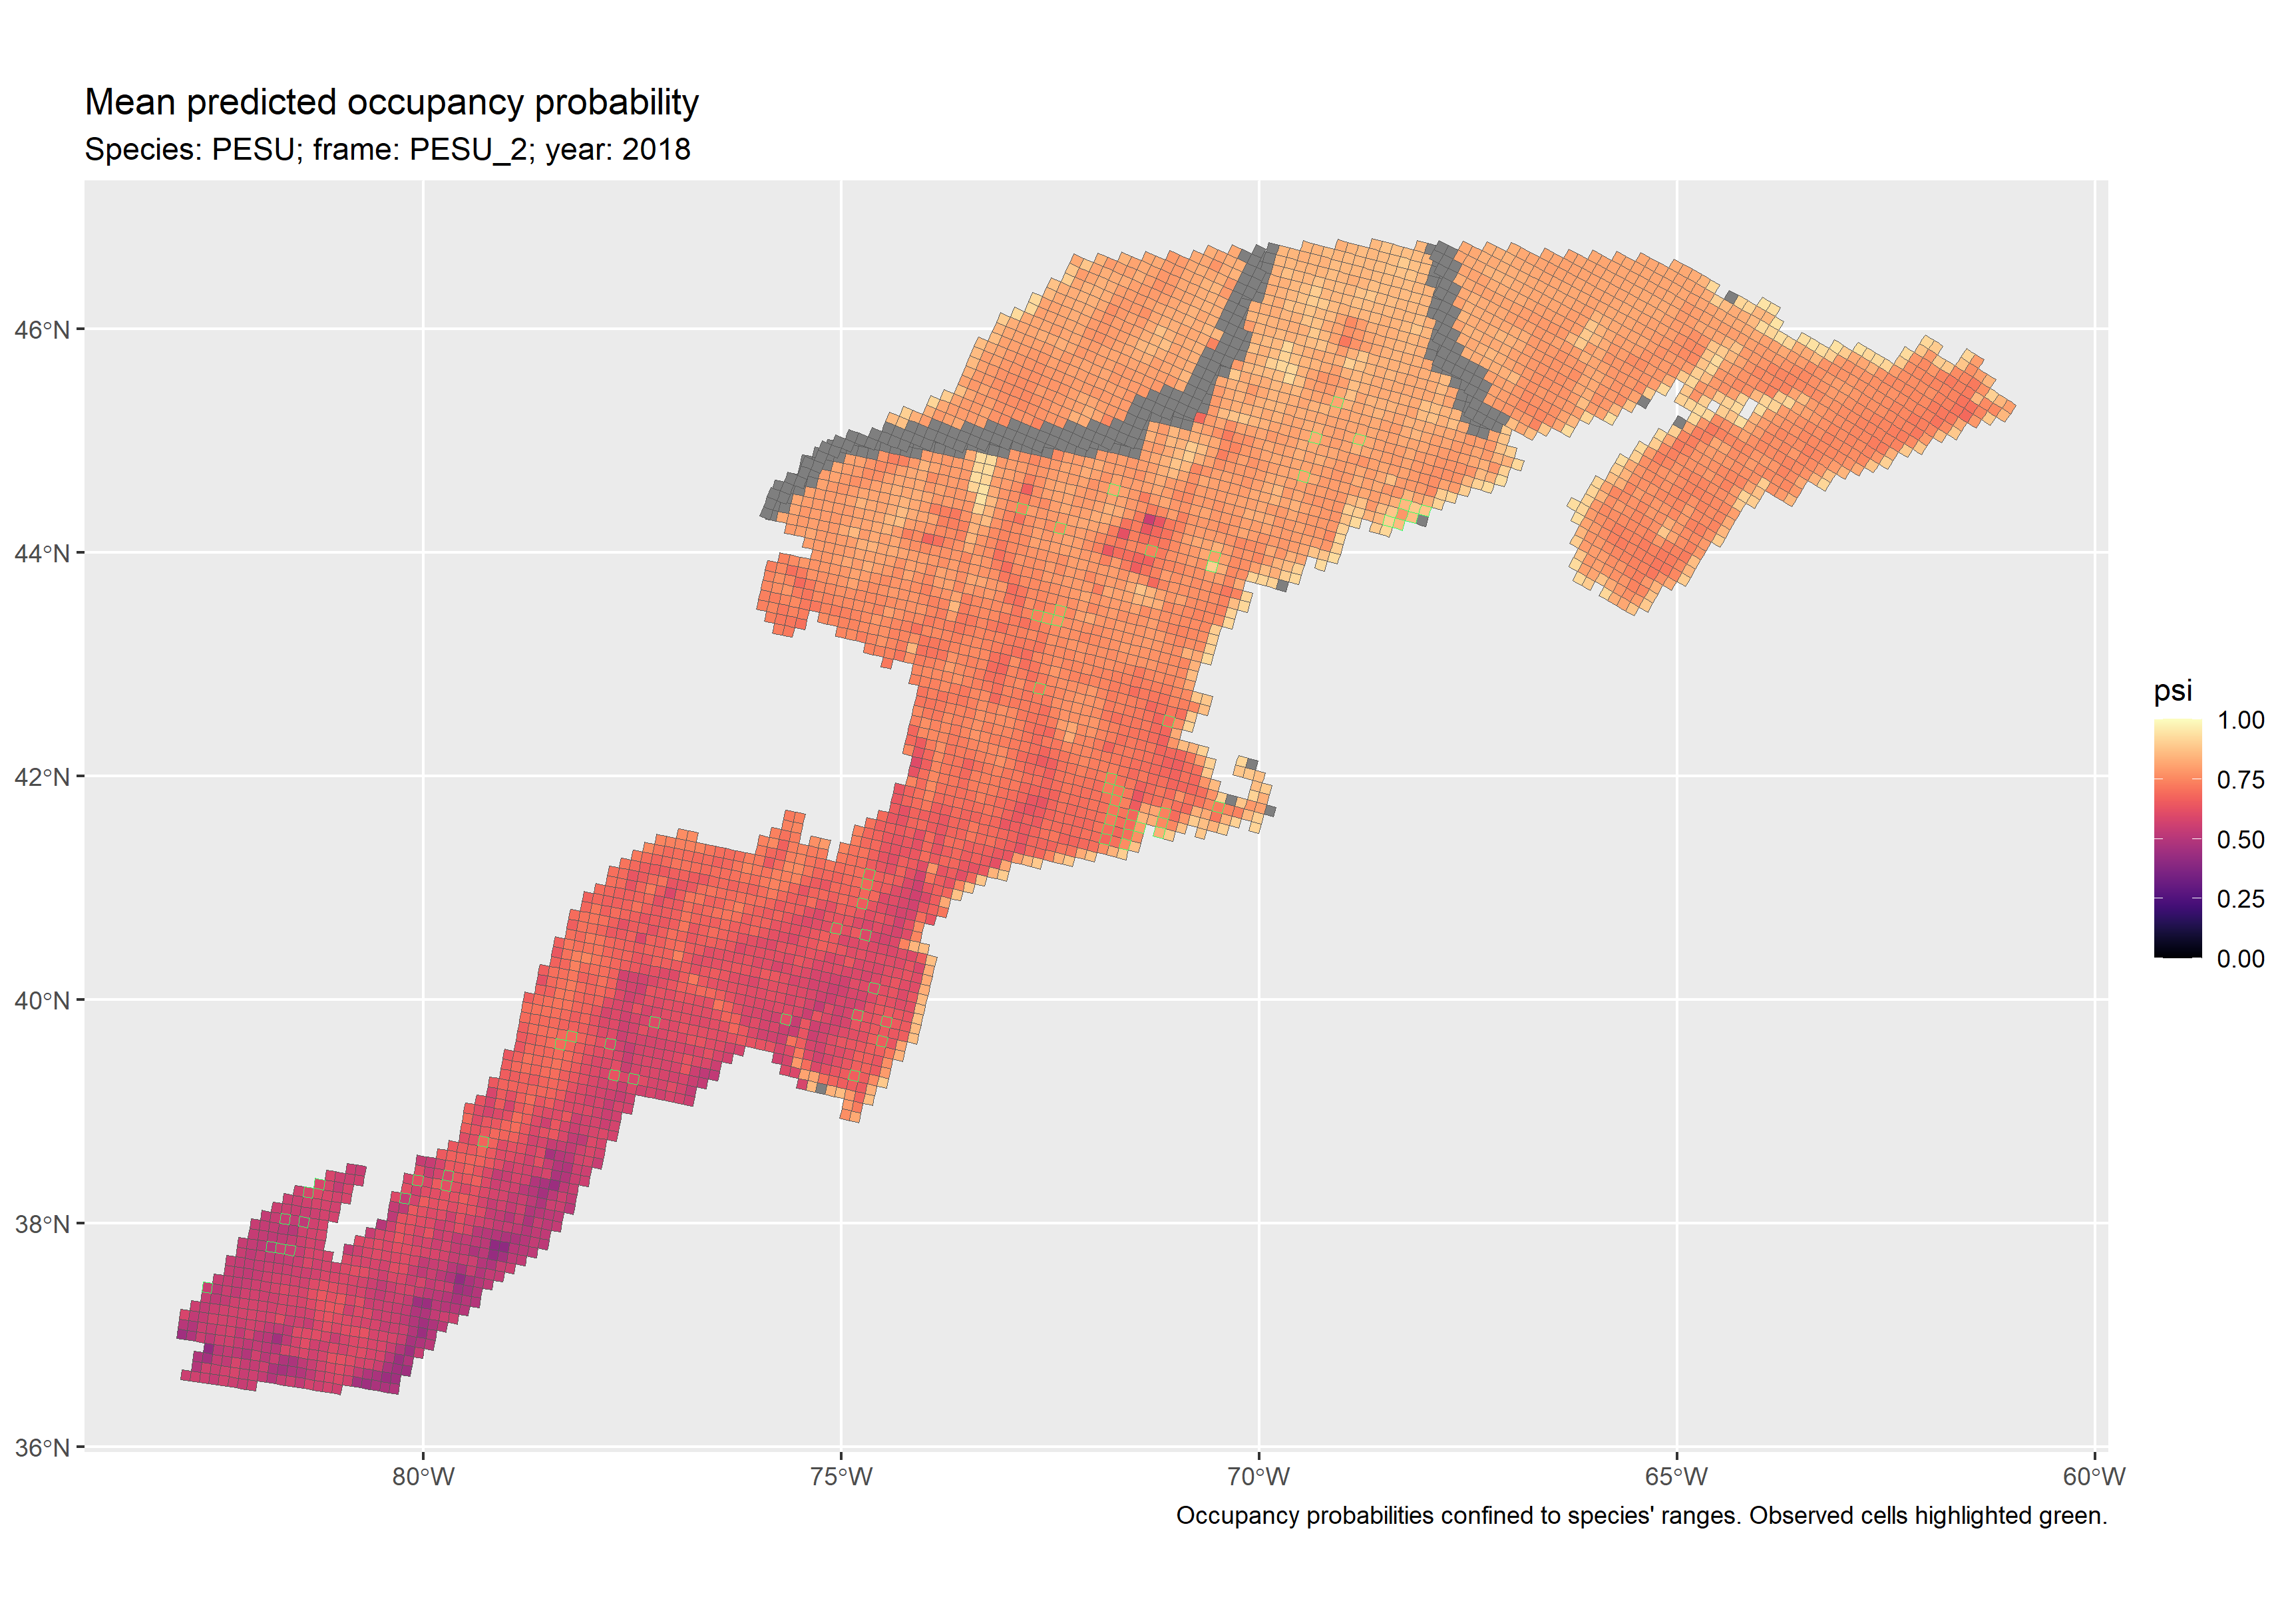 Mean predicted occupancy probability
Species: PESU; frame: PESU_2; year: 2018
46°N
44°N
42°N
40°N
38°N
36°N
80°W
75°W
70°W
65°W
60°W
psi
1.00
0.75
0.50
0.25
0.00
Occupancy probabilities confined to species' ranges. Observed cells highlighted green.